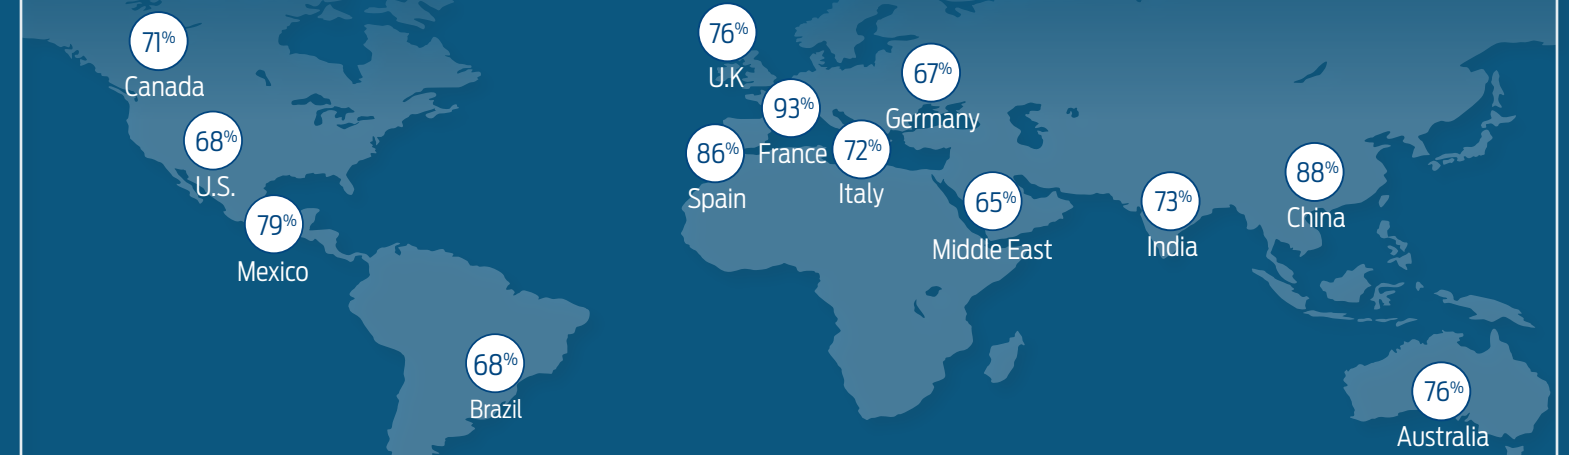 71%
Canada
68%
U.S.
79%
Mexico
68%
Brazil
76%
U.K
93%
France
86%
Spain
72%
Italy
67%
Germany
65%
Middle East
73%
India
88%
China
76%
Australia